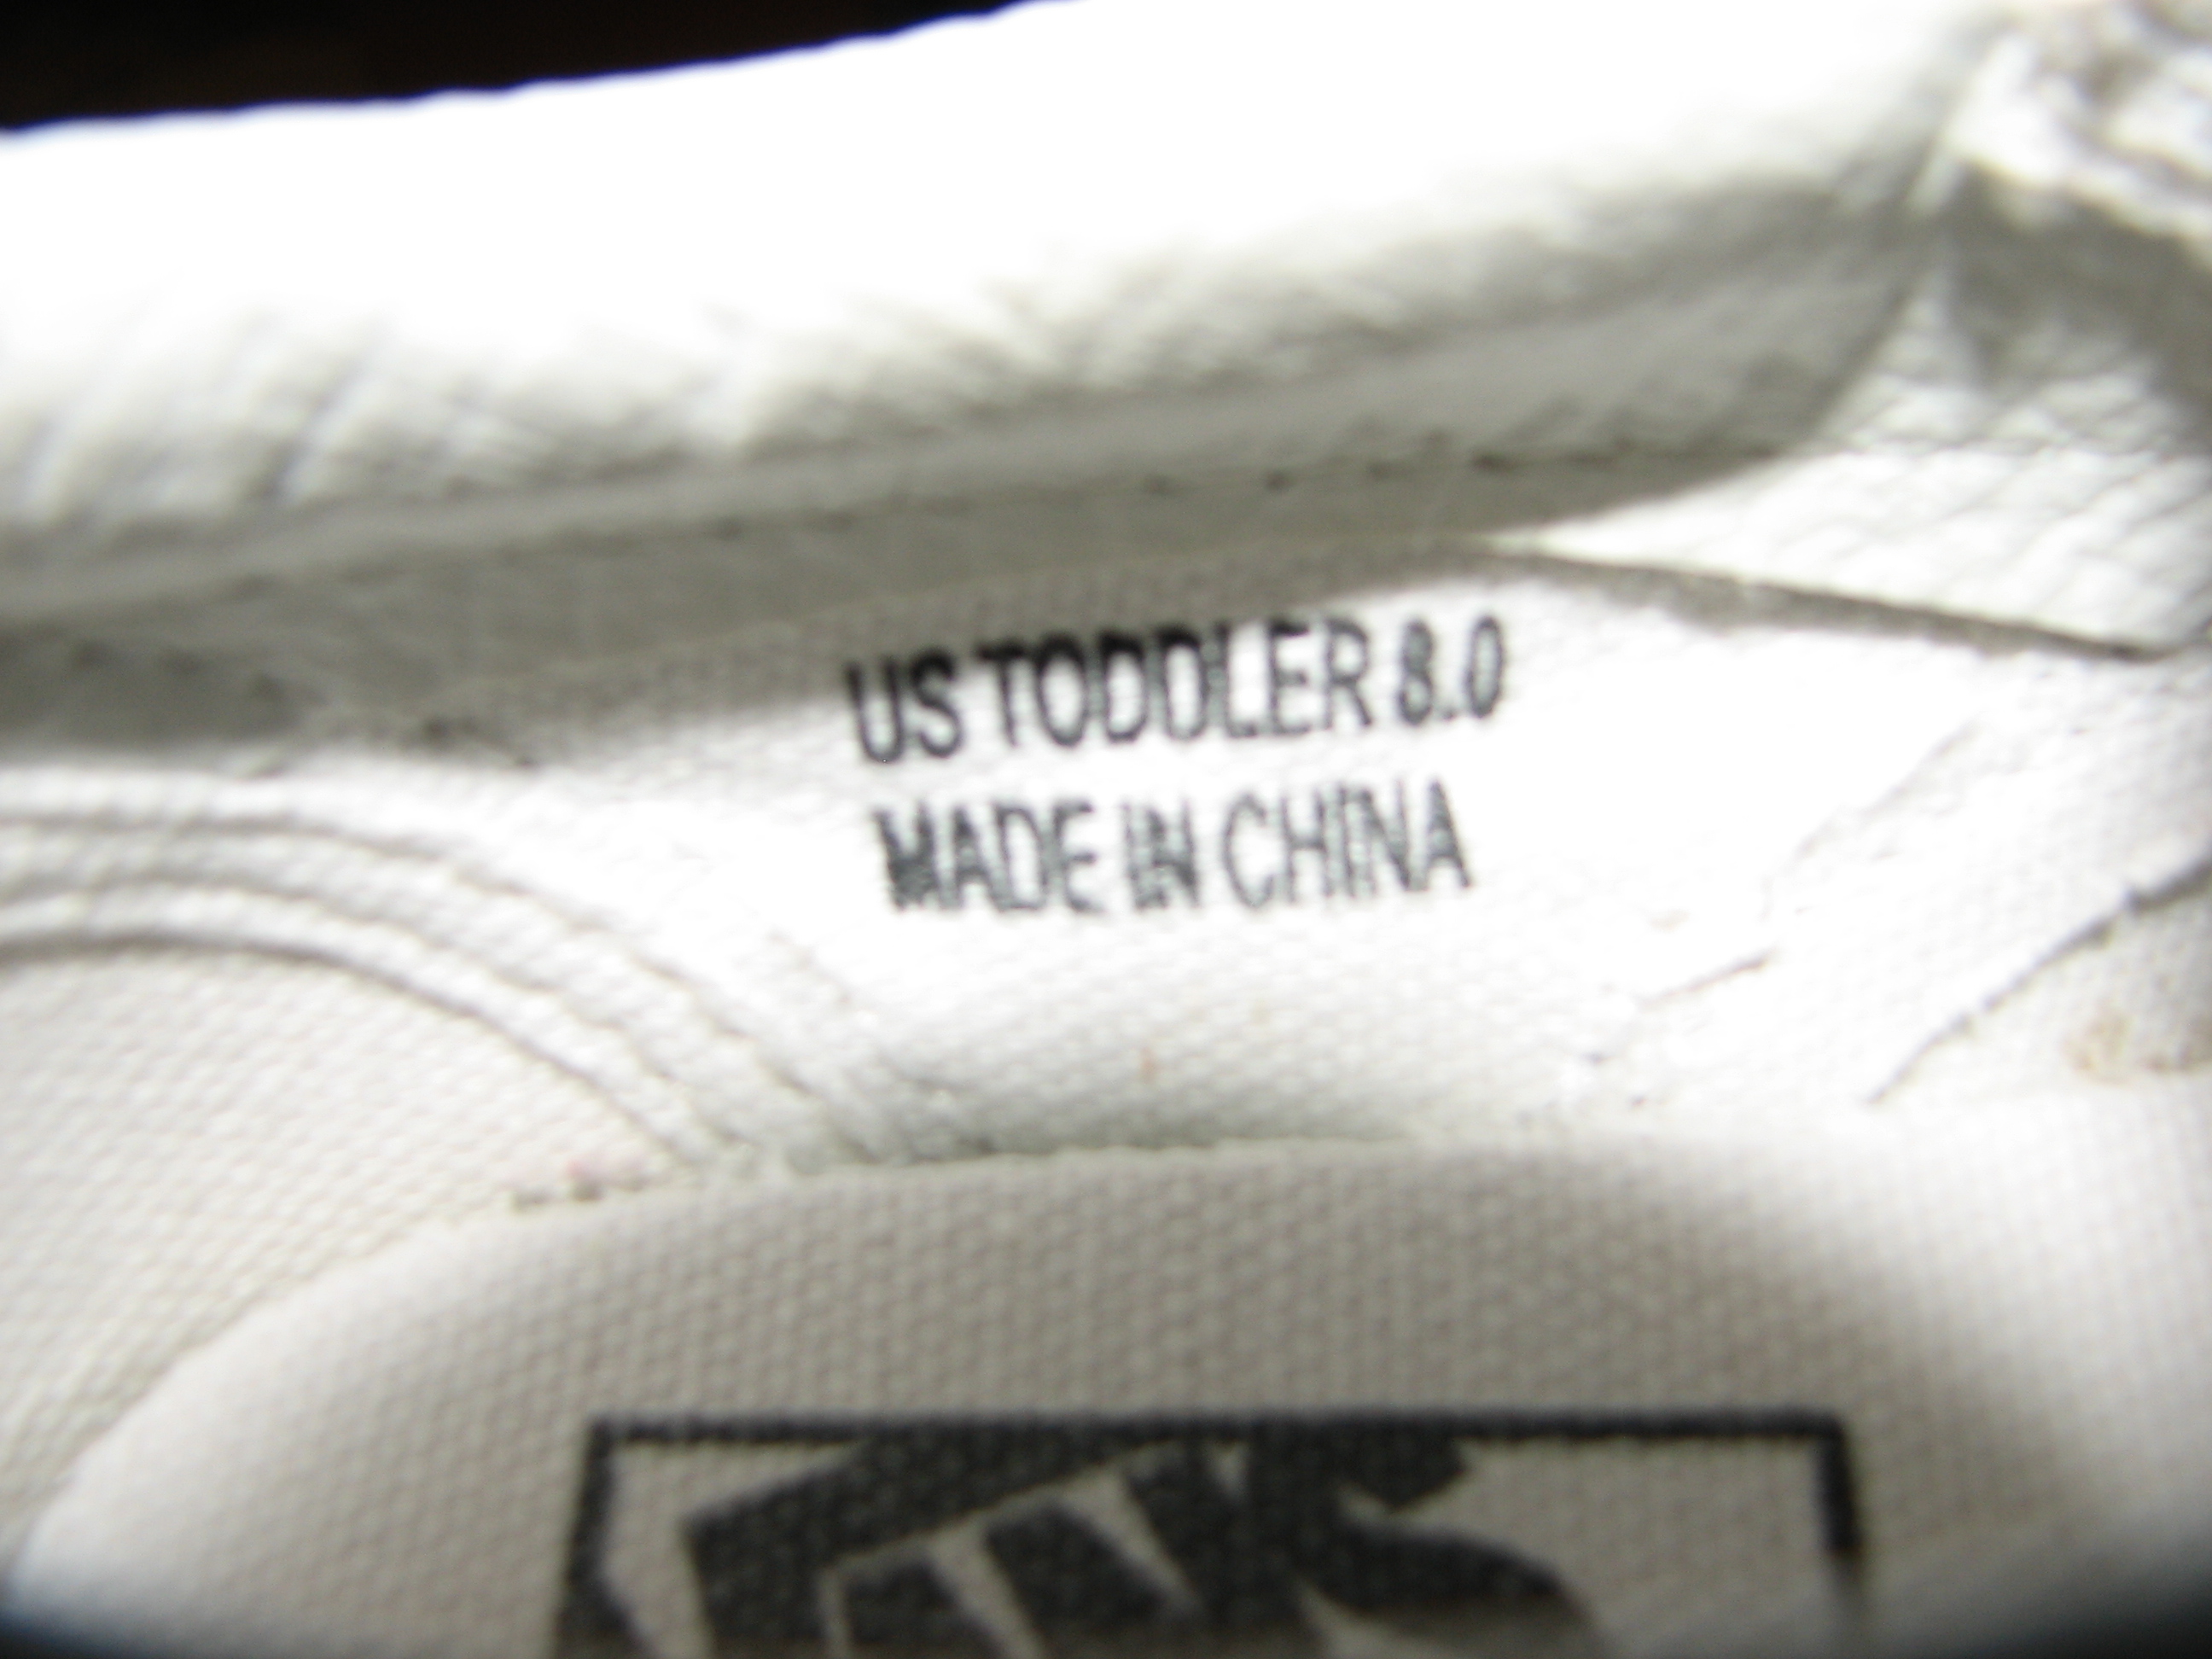 US TODDLER 8.0
MADE IN CHINA